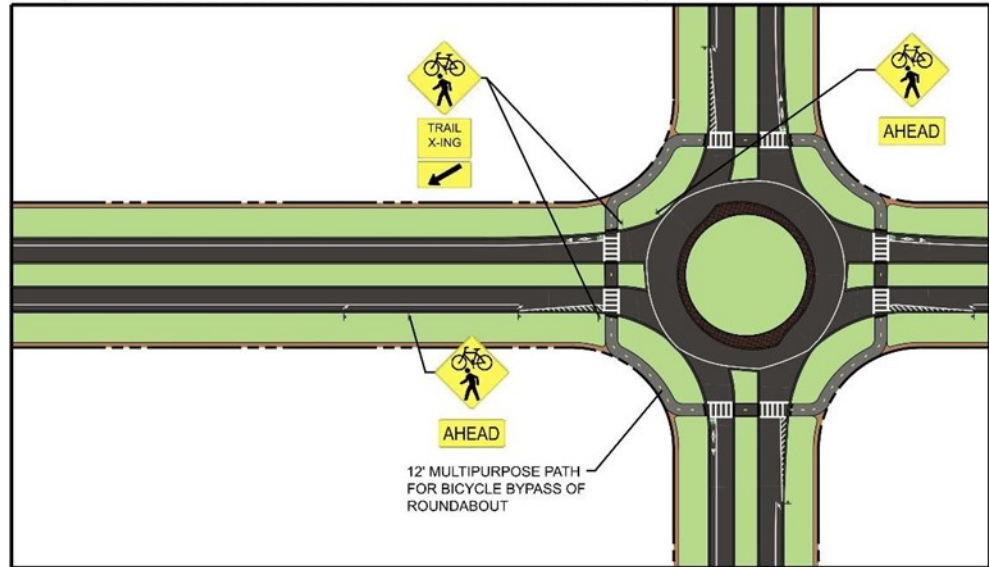 TRAIL
X-ING
AHEAD
AHEAD
12' MULTIPURPOSE PATH
FOR BICYCLE BYPASS OF
ROUNDABOUT